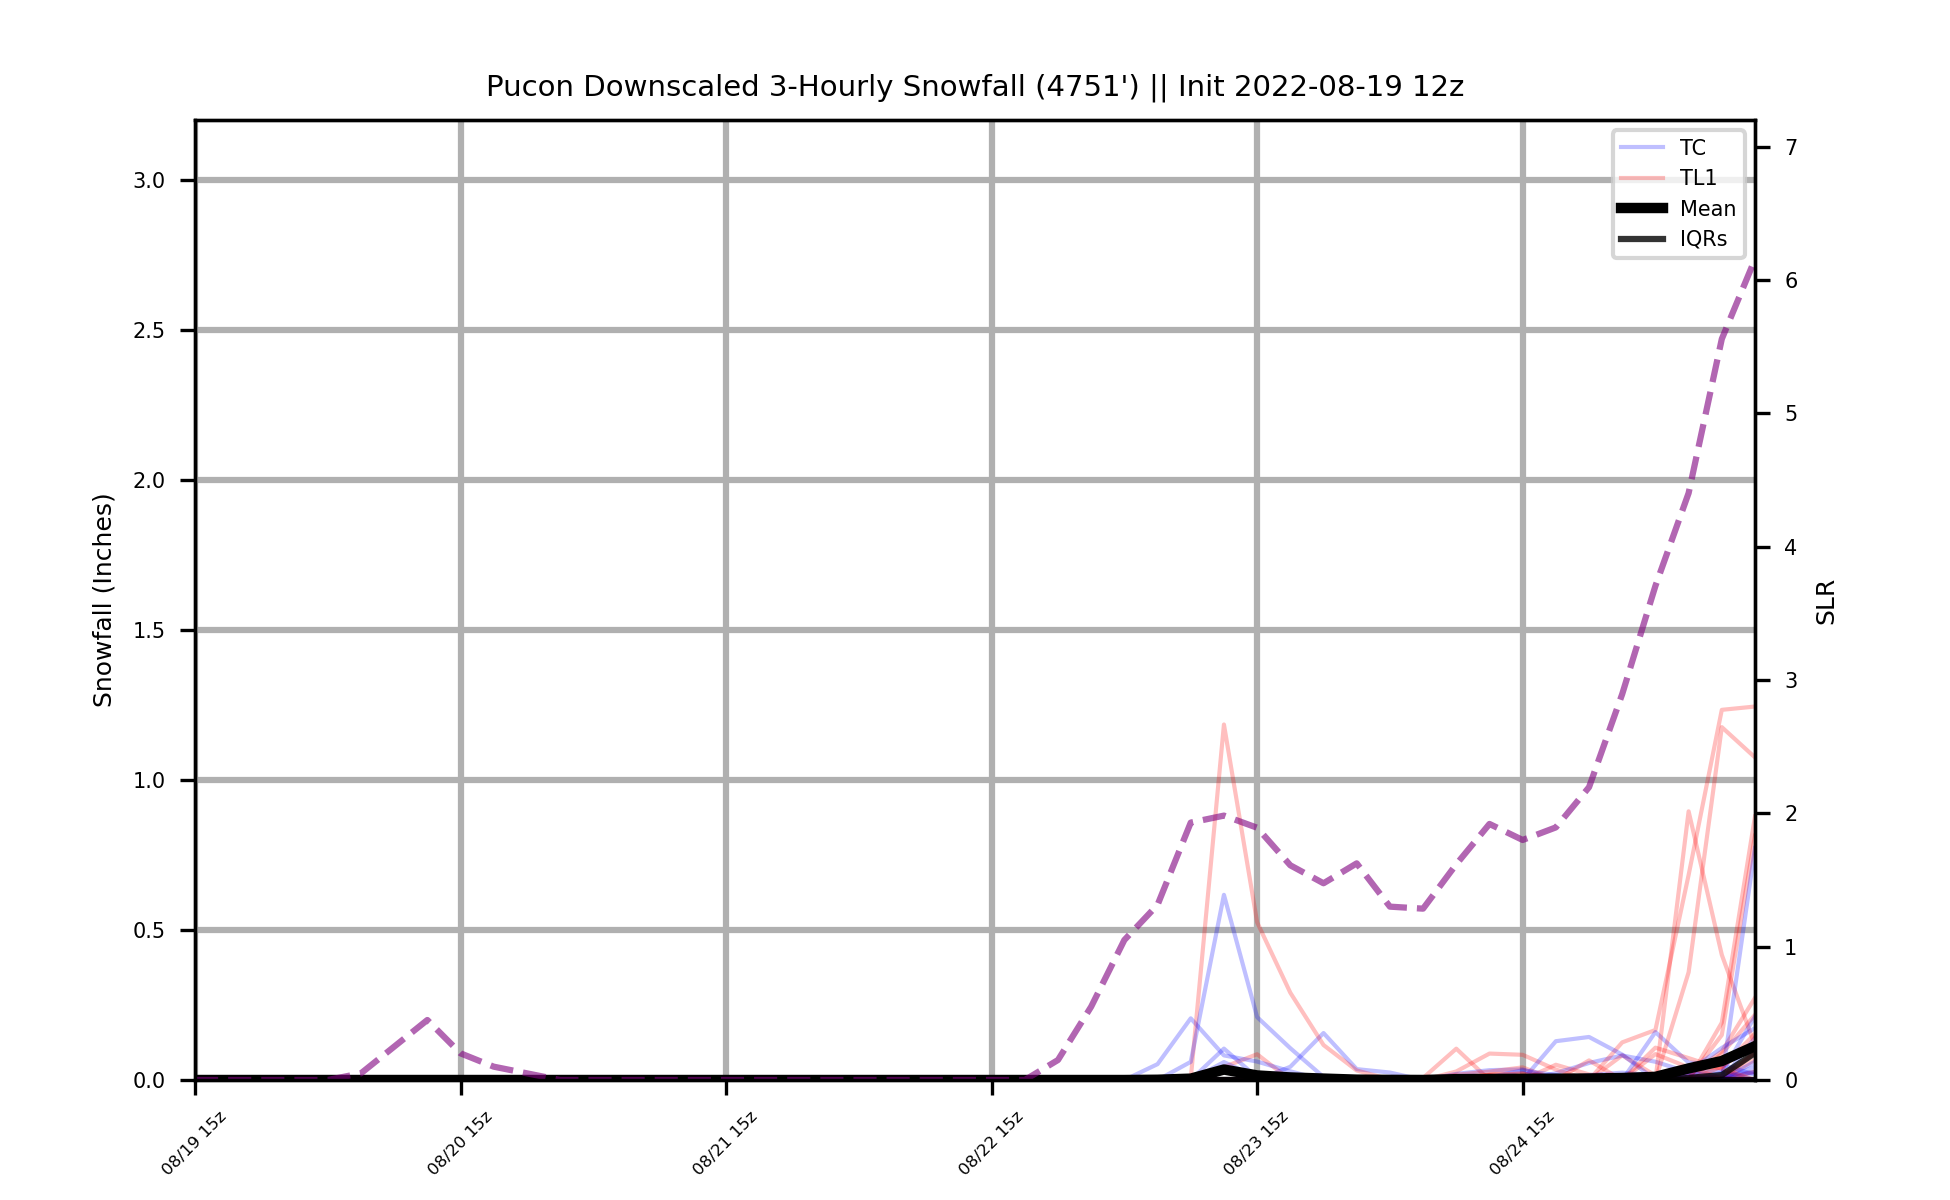 Pucon Downscaled 3-Hourly Snowfall (4751') || Init 2022-08-19 12z
TC
TL1
Mean
IQRs
Snowfall (Inches)
3.0
2.5
2.0
1.5
1.0
0.5
0.0
7
6
5
4
3
2
1
0
SLR
08/19 15z
08/20 15z
08/21 15z
08/22 15z
08/23 15z
08/24 15z